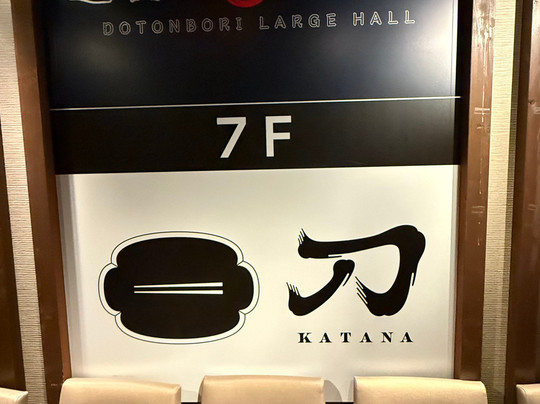 DOTONBORI LARGE HALL
7F
刀
KATANA